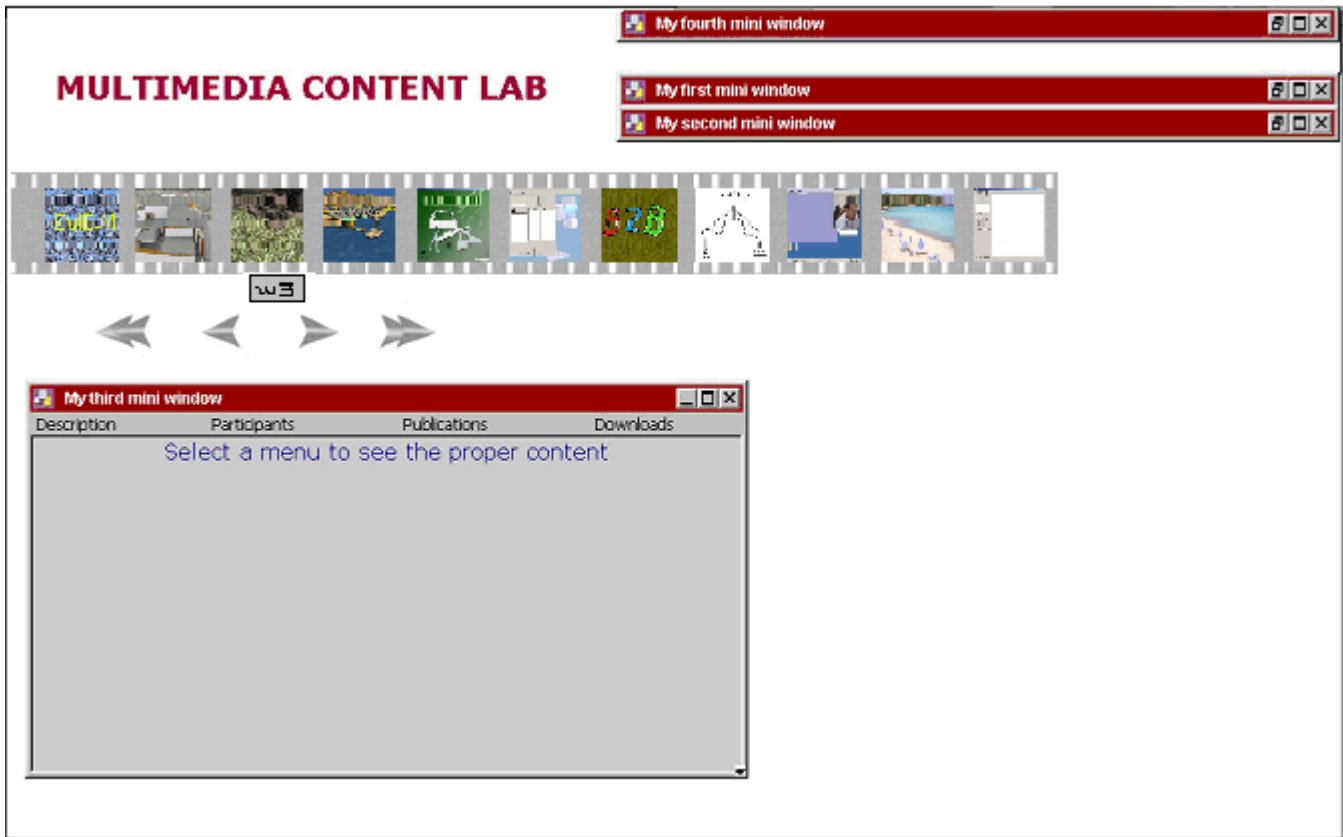 My fourth mini window
MULTIMEDIA CONTENT LAB
My first mini window
My second mini window
528
w3
My third mini window
Description Participants Publications Downloads
Select a menu to see the proper content